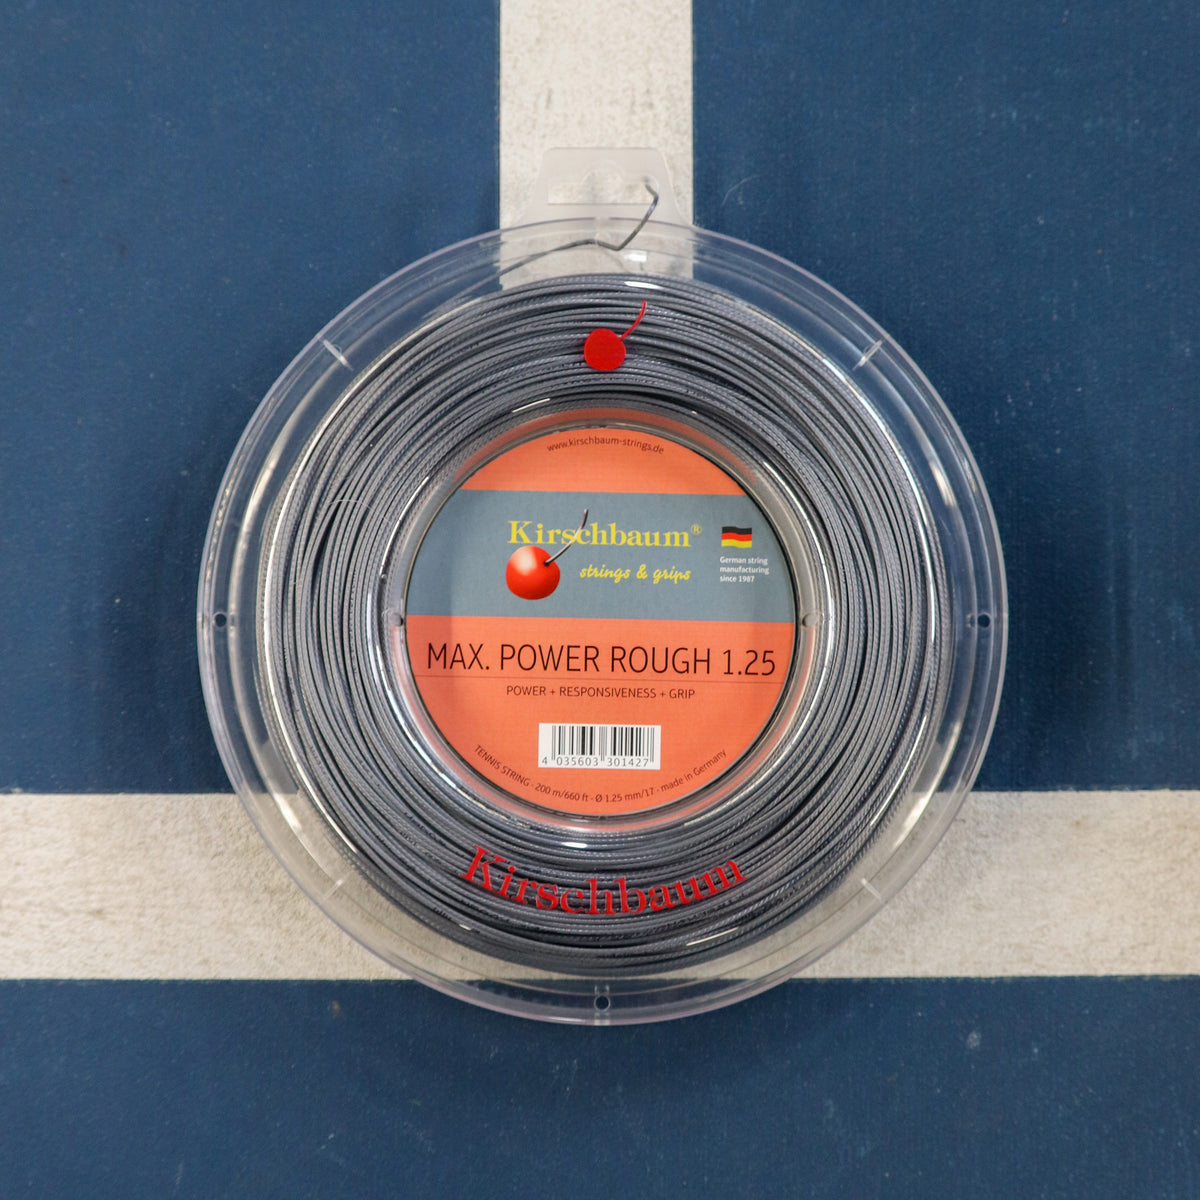 www.kirschbaum-strings.de
Kirschbaum®
strings & grips
German string
manufacturing
since 1987
MAX. POWER ROUGH 1.25
POWER + RESPONSIVENESS + GRIP
4 035603 301427
TENNIS STRING · 200 m/660 ft · Ø 1.25 mm/17 · made in Germany
Kirschbaum